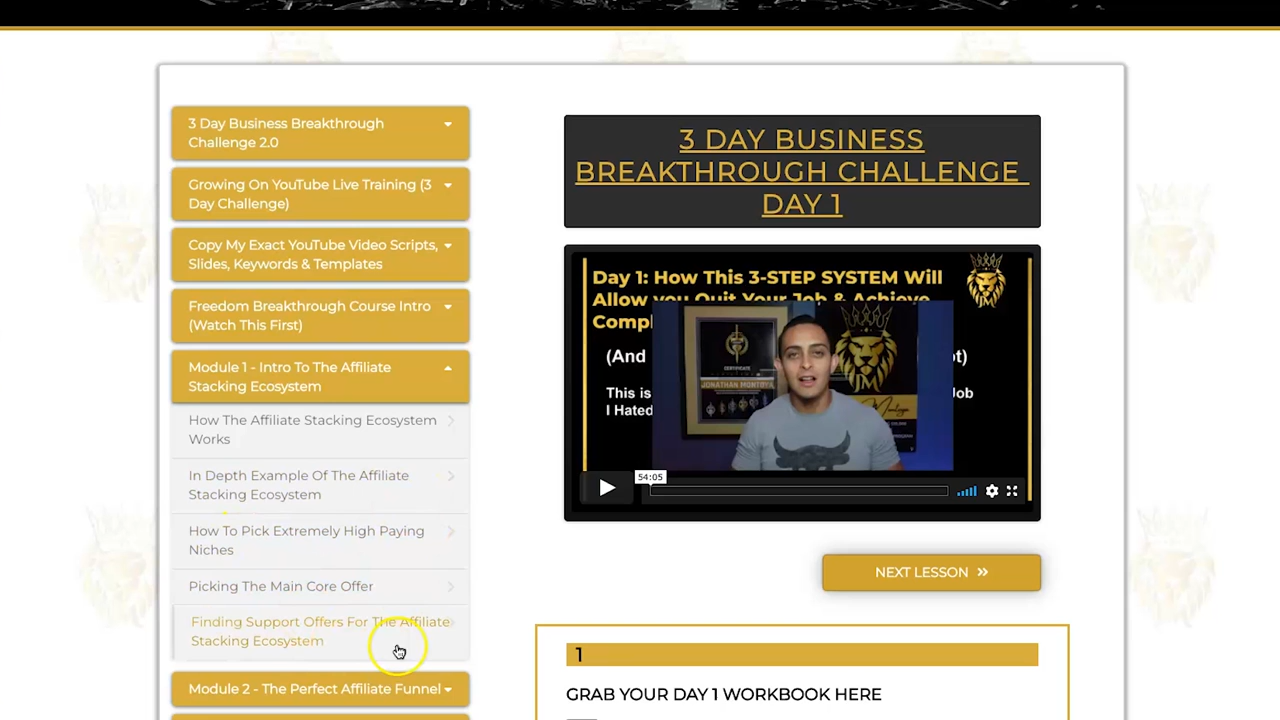 3 Day Business Breakthrough
Challenge 2.0
Growing On YouTube Live Training (3
Day Challenge)
Copy My Exact YouTube Video Scripts,
Slides, Keywords & Templates
Freedom Breakthrough Course Intro
(Watch This First)
Module 1 - Intro To The Affiliate
Stacking Ecosystem
How The Affiliate Stacking Ecosystem
Works
In Depth Example Of The Affiliate
Stacking Ecosystem
How To Pick Extremely High Paying
Niches
Picking The Main Core Offer
Finding Support Offers For The Affiliate
Stacking Ecosystem
Module 2 - The Perfect Affiliate Funnel
3 DAY BUSINESS
BREAKTHROUGH CHALLENGE
DAY 1
Day 1: How This 3-STEP SYSTEM Will
Allow you Quit Your Job & Achieve
(And
This is
I Hated
Job
JONATHAN MONTOYA
JM
54:05
NEXT LESSON »
1
GRAB YOUR DAY 1 WORKBOOK HERE